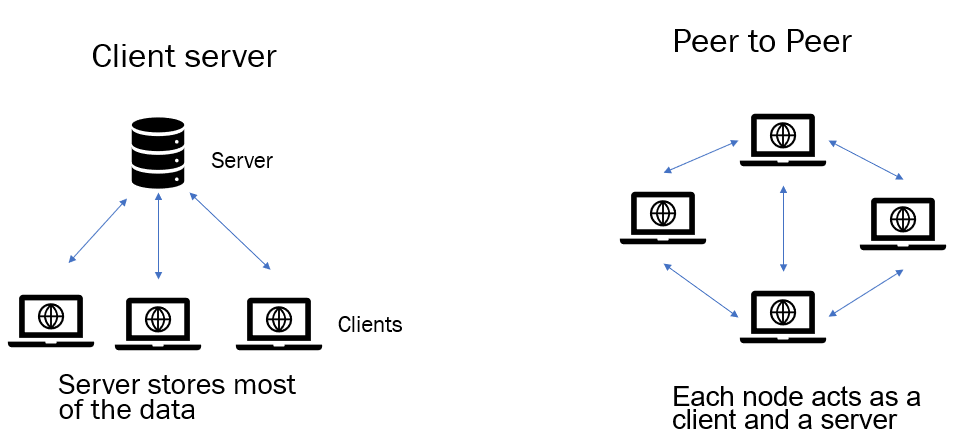 Client server
Server
Clients
Server stores most
of the data
Peer to Peer
Each node acts as a
client and a server